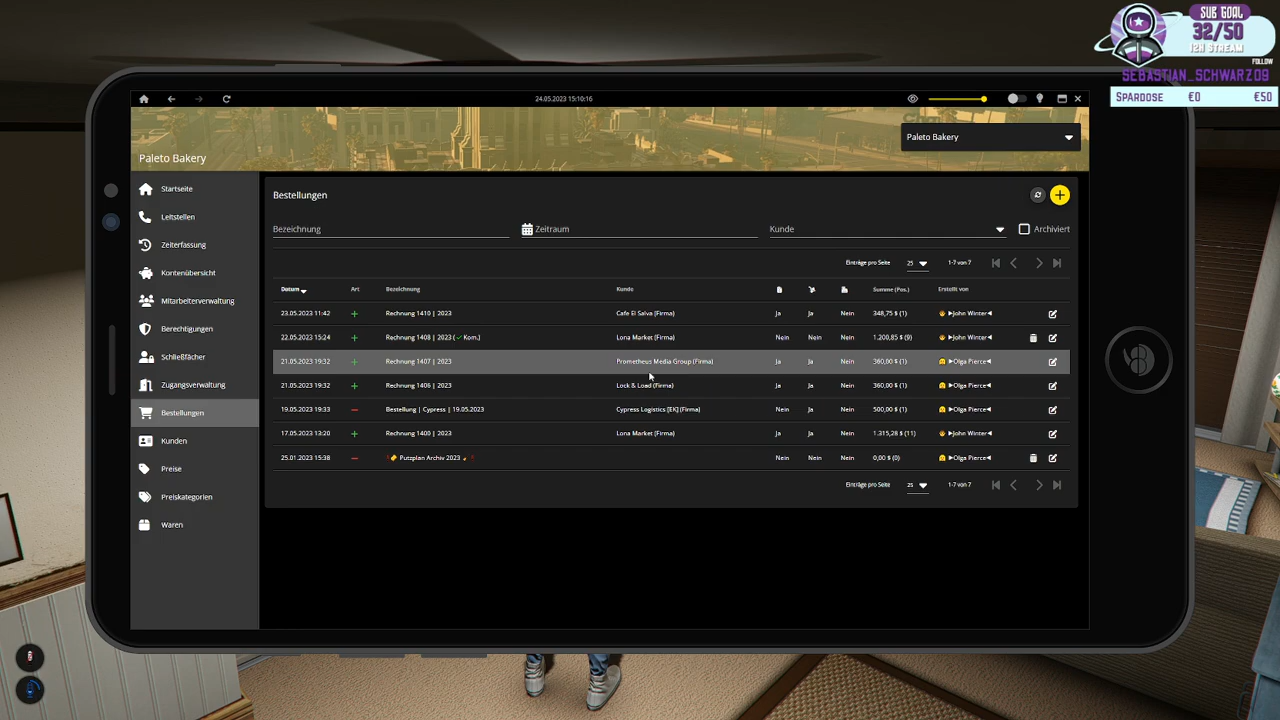 SUB GOAL
32/50
12H STREAM
FOLLOW
SEBASTIAN_SCHWARZ09
SPARDOSE €0 €50
24.05.2023 15:10:16
Paleto Bakery
Paleto Bakery
Startseite
Leitstellen
Zeiterfassung
Kontenübersicht
Mitarbeiterverwaltung
Berechtigungen
Schließfächer
Zugangsverwaltung
Bestellungen
Kunden
Preise
Preiskategorien
Waren
Bestellungen
Bezeichnung Zeitraum Kunde Archiviert
Einträge pro Seite 25 1-7 von 7
Datum Art Bezeichnung Kunde Summe (Pos.) Erstellt von
23.05.2023 11:42 + Rechnung 1410 | 2023 Cafe El Salva (Firma) Ja Ja Nein 348,75 $ (1) ►John Winter◄
22.05.2023 15:24 + Rechnung 1408 | 2023 (✓ Kom.) Lona Market (Firma) Nein Nein Nein 1.200,85 $ (9) ►John Winter◄
21.05.2023 19:32 + Rechnung 1407 | 2023 Prometheus Media Group (Firma) Ja Ja Nein 360,00 $ (1) ►Olga Pierce◄
21.05.2023 19:32 + Rechnung 1406 | 2023 Lock & Load (Firma) Ja Ja Nein 360,00 $ (1) ►Olga Pierce◄
19.05.2023 19:33 — Bestellung | Cypress | 19.05.2023 Cypress Logistics [EK] (Firma) Nein Ja Nein 500,00 $ (1) ►Olga Pierce◄
17.05.2023 13:20 + Rechnung 1400 | 2023 Lona Market (Firma) Ja Ja Nein 1.315,28 $ (11) ►John Winter◄
25.01.2023 15:38 — Putzplan Archiv 2023 Nein Nein Nein 0,00 $ (0) ►Olga Pierce◄
Einträge pro Seite 25 1-7 von 7